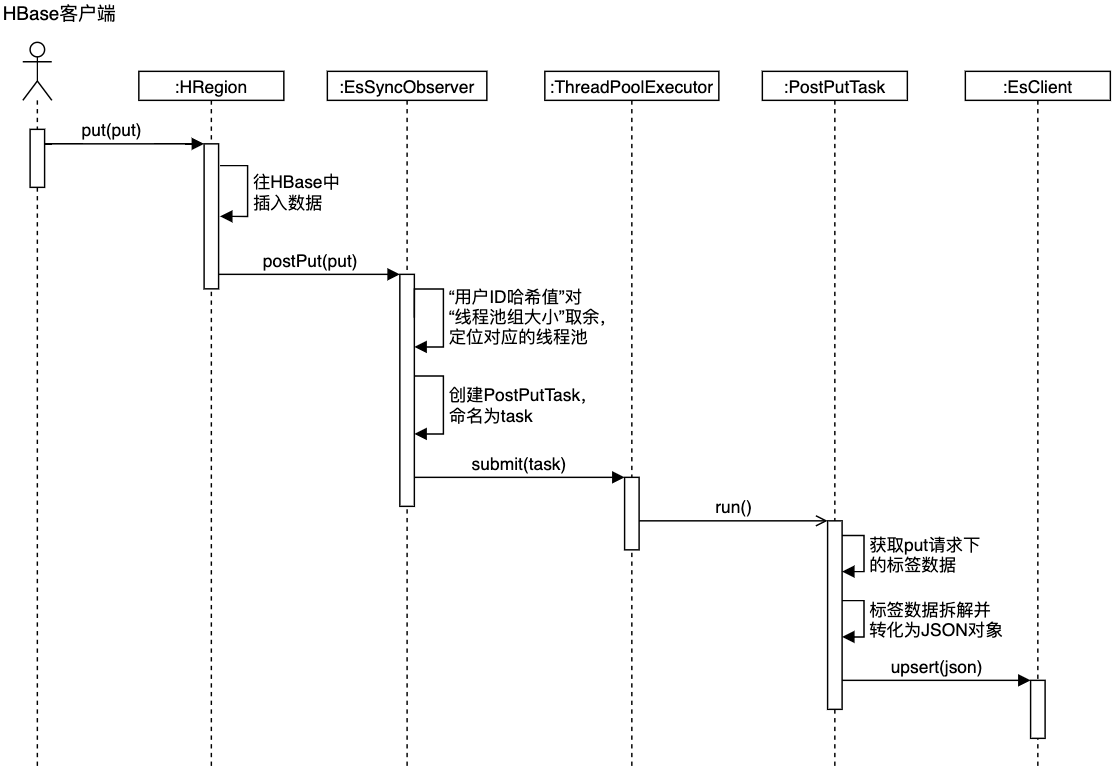 HBase客户端
:HRegion
:EsSyncObserver
:ThreadPoolExecutor
:PostPutTask
:EsClient
put(put)
往HBase中
插入数据
postPut(put)
“用户ID哈希值”对
“线程池组大小”取余，
定位对应的线程池
创建PostPutTask，
命名为task
submit(task)
run()
获取put请求下
的标签数据
标签数据拆解并
转化为JSON对象
upsert(json)